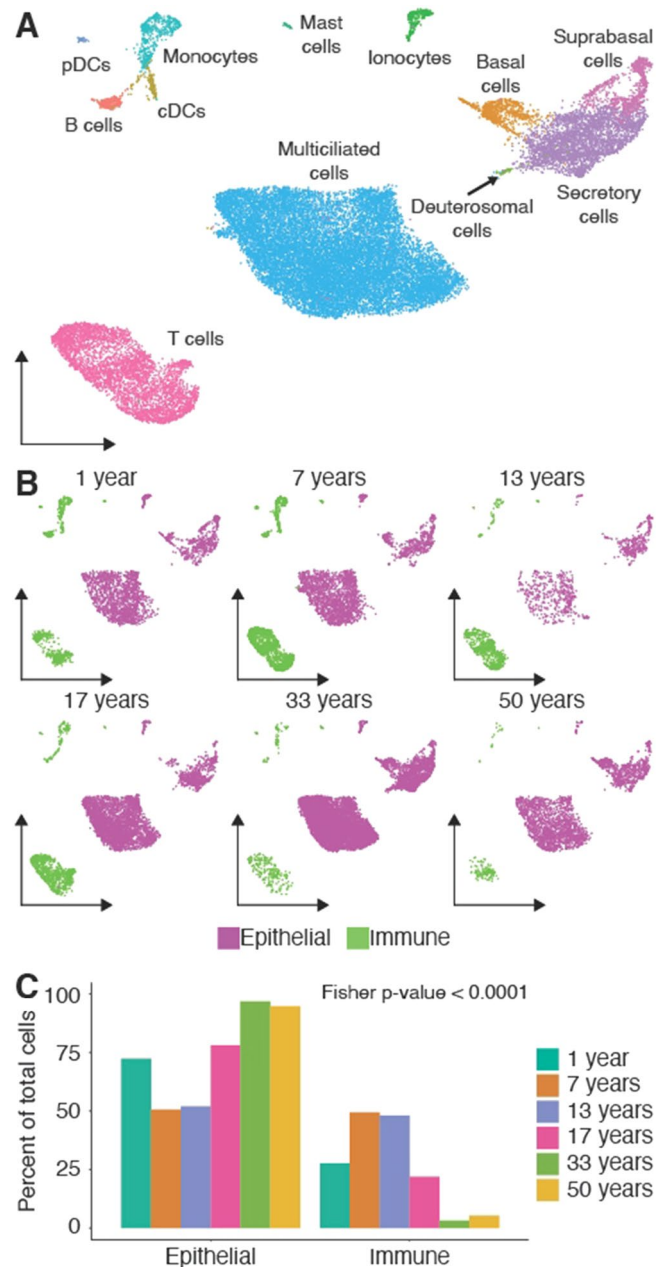 A
pDCs
Monocytes
B cells
cDCs
Mast
cells
Ionocytes
Basal
cells
Suprabasal
cells
Multiciliated
cells
Deuterosomal
cells
Secretory
cells
T cells
B
1 year
7 years
13 years
17 years
33 years
50 years
Epithelial
Immune
C
Fisher p-value < 0.0001
Percent of total cells
100
75
50
25
0
Epithelial
Immune
1 year
7 years
13 years
17 years
33 years
50 years